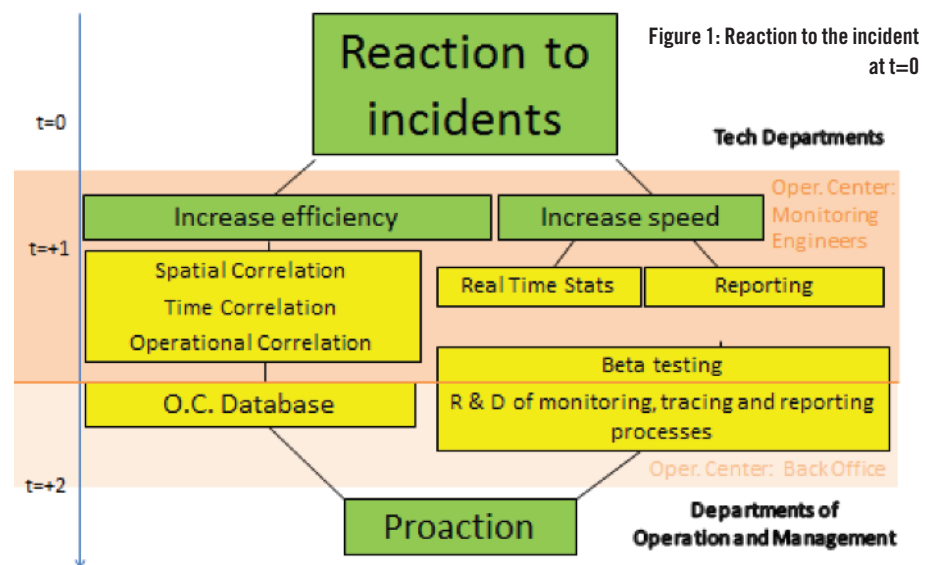 Figure 1: Reaction to the incident
at t=0
Reaction to
incidents
t=0
Tech Departments
Oper. Center:
Monitoring
Engineers
Increase efficiency
Increase speed
t=+1
Spatial Correlation
Time Correlation
Operational Correlation
Real Time Stats
Reporting
Beta testing
O.C. Database
R & D of monitoring, tracing and reporting
processes
Oper. Center: Back Office
t=+2
Proaction
Departments of
Operation and Management